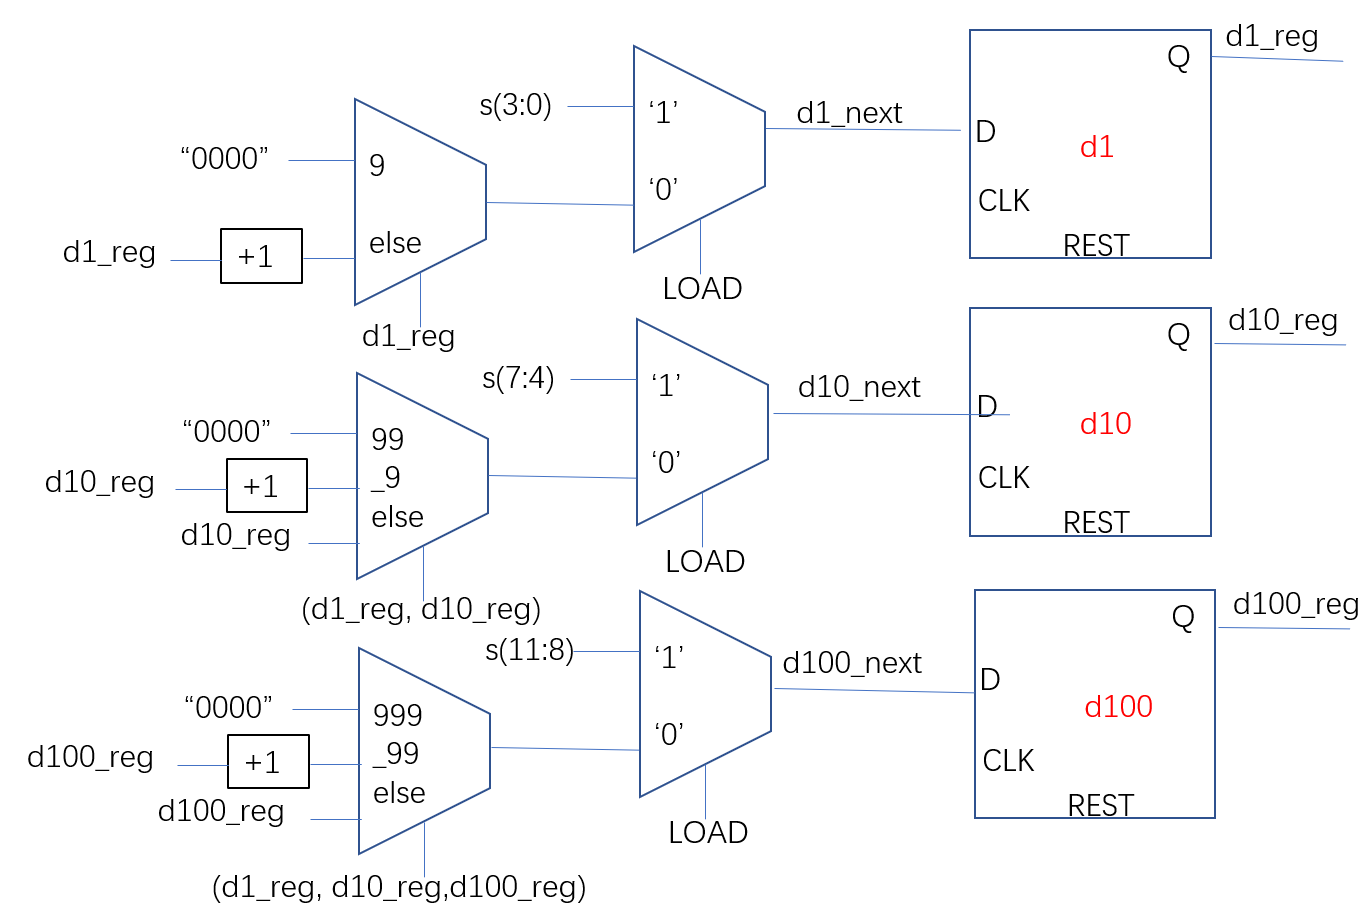 Q
d1_reg
s(3:0)
‘1’
d1_next
D
d1
“0000”
9
‘0’
CLK
d1_reg
+1
else
REST
LOAD
d1_reg
Q
d10_reg
s(7:4)
‘1’
d10_next
D
d10
“0000”
99
d10_reg
+1
_9
‘0’
CLK
else
d10_reg
REST
LOAD
(d1_reg, d10_reg)
Q
d100_reg
s(11:8)
‘1’
d100_next
D
d100
“0000”
999
‘0’
d100_reg
+1
_99
CLK
else
d100_reg
REST
LOAD
(d1_reg, d10_reg,d100_reg)